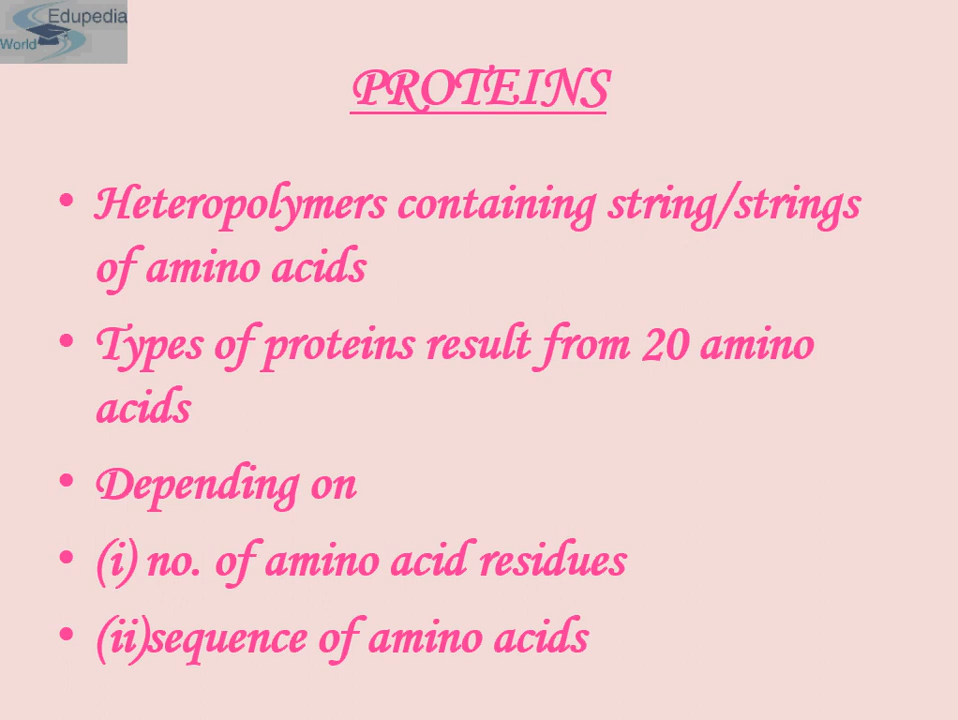 Edupedia
World
PROTEINS
• Heteropolymers containing string/strings
of amino acids
• Types of proteins result from 20 amino
acids
• Depending on
• (i) no. of amino acid residues
• (ii)sequence of amino acids